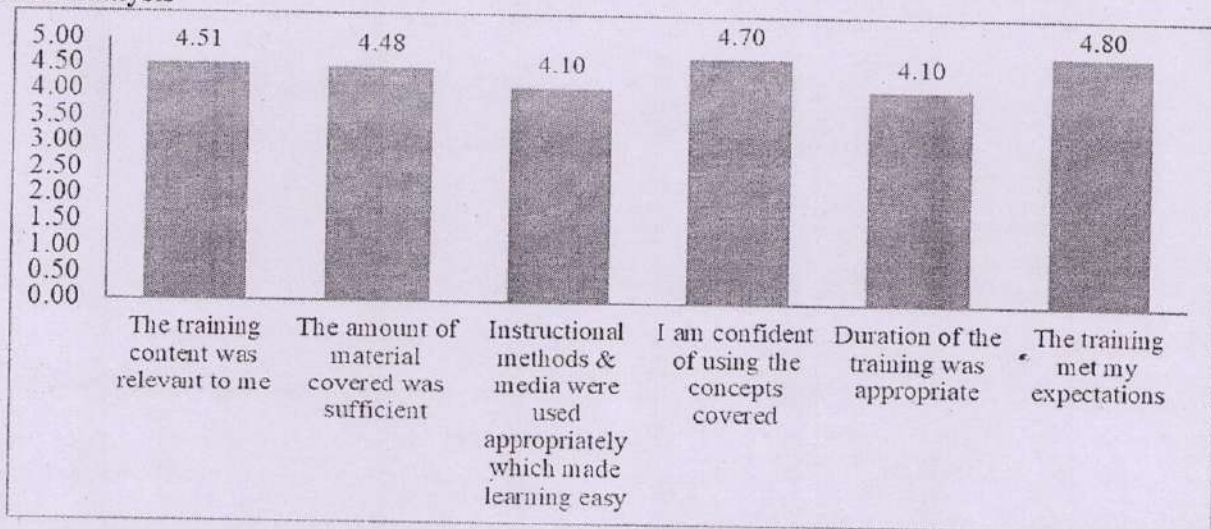 5.00
4.50
4.00
3.50
3.00
2.50
2.00
1.50
1.00
0.50
0.00
4.51
4.48
4.10
4.70
4.10
4.80
The training
content was
relevant to me
The amount of
material
covered was
sufficient
Instructional
methods &
media were
used
appropriately
which made
learning easy
I am confident
of using the
concepts
covered
Duration of the
training was
appropriate
The training
met my
expectations